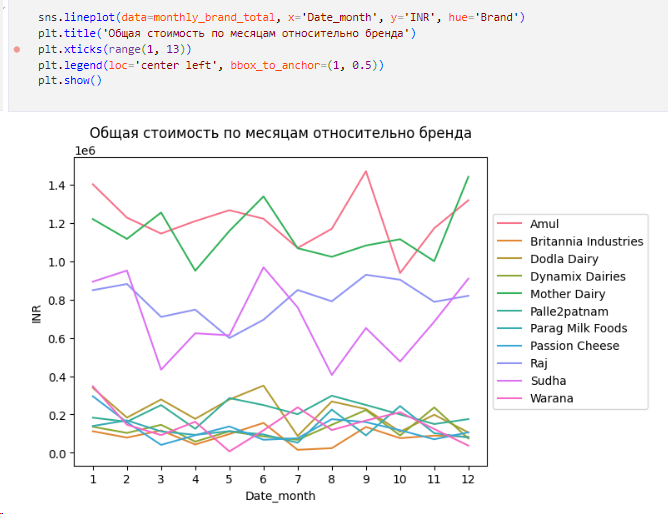 sns.lineplot(data=monthly_brand_total, x='Date_month', y='INR', hue='Brand')
plt.title('Общая стоимость по месяцам относительно бренда')
plt.xticks(range(1, 13))
plt.legend(loc='center left', bbox_to_anchor=(1, 0.5))
plt.show()
Общая стоимость по месяцам относительно бренда
1e6
1.4
1.2
1.0
0.8
0.6
0.4
0.2
0.0
INR
1 2 3 4 5 6 7 8 9 10 11 12
Date_month
Amul
Britannia Industries
Dodla Dairy
Dynamix Dairies
Mother Dairy
Palle2patnam
Parag Milk Foods
Passion Cheese
Raj
Sudha
Warana